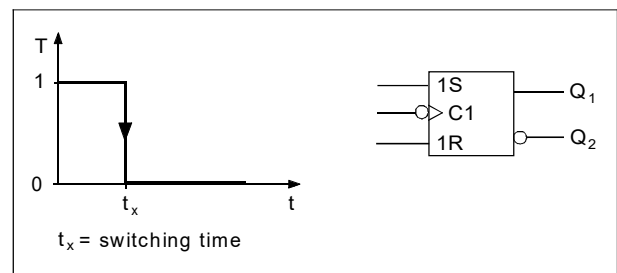 T
1
0
t x
t
t x = switching time
1S
C1
1R
Q 1
Q 2